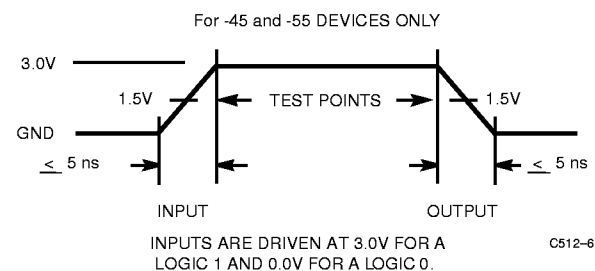 For -45 and -55 DEVICES ONLY
3.0V
1.5V
TEST POINTS
1.5V
GND
≤ 5 ns
≤ 5 ns
INPUT
OUTPUT
INPUTS ARE DRIVEN AT 3.0V FOR A
LOGIC 1 AND 0.0V FOR A LOGIC 0.
C512–6